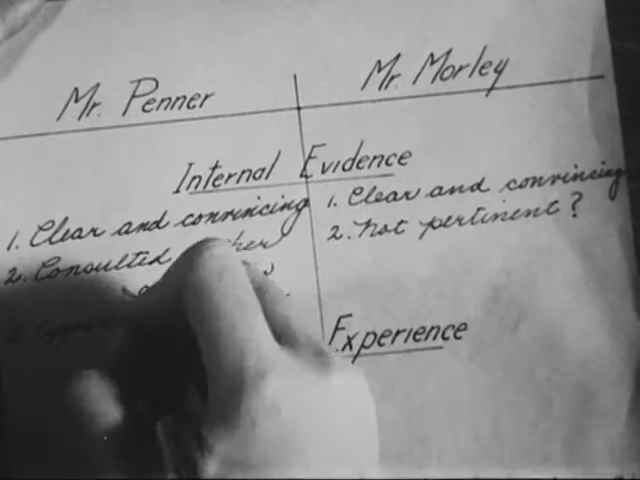 Mr. Penner
Mr. Morley
Internal Evidence
1. Clear and convincing
2. Consulted
1. Clear and convincing
2. Not pertinent?
Experience